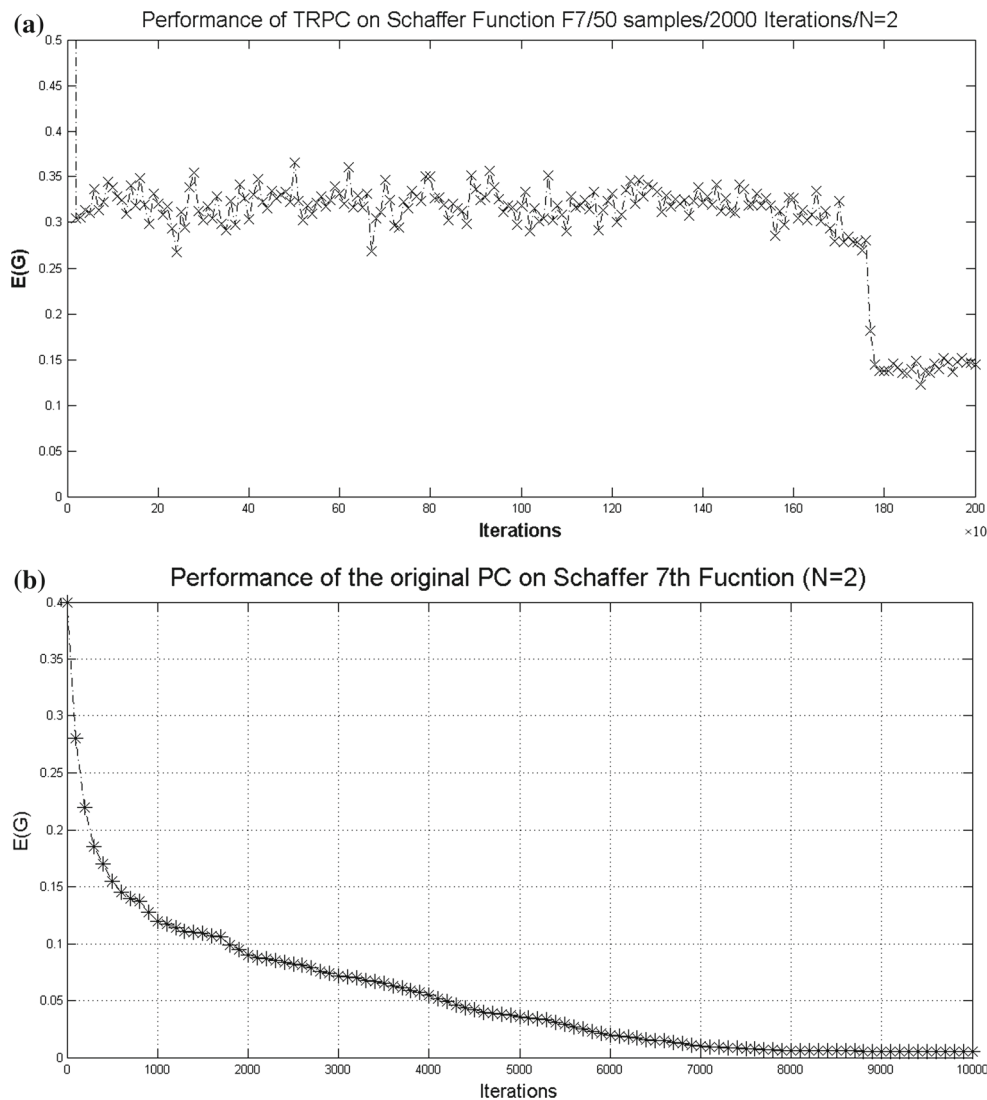 (a)
Performance of TRPC on Schaffer Function F7/50 samples/2000 Iterations/N=2
0.5
0.45
0.4
0.35
0.3
0.25
0.2
0.15
0.1
0.05
0
E(G)
0 20 40 60 80 100 120 140 160 180 200
Iterations
×10
(b)
Performance of the original PC on Schaffer 7th Fucntion (N=2)
0.4
0.35
0.3
0.25
0.2
0.15
0.1
0.05
0
E(G)
0 1000 2000 3000 4000 5000 6000 7000 8000 9000 10000
Iterations